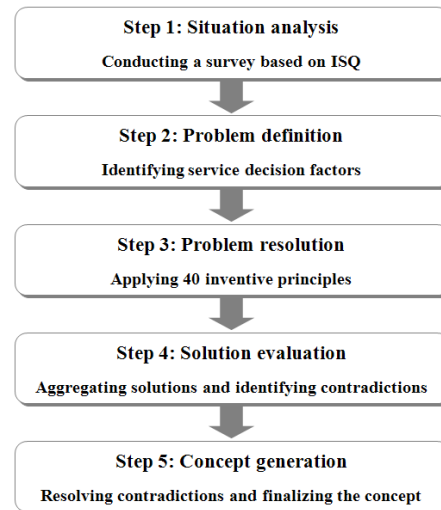 Step 1: Situation analysis
Conducting a survey based on ISQ
Step 2: Problem definition
Identifying service decision factors
Step 3: Problem resolution
Applying 40 inventive principles
Step 4: Solution evaluation
Aggregating solutions and identifying contradictions
Step 5: Concept generation
Resolving contradictions and finalizing the concept